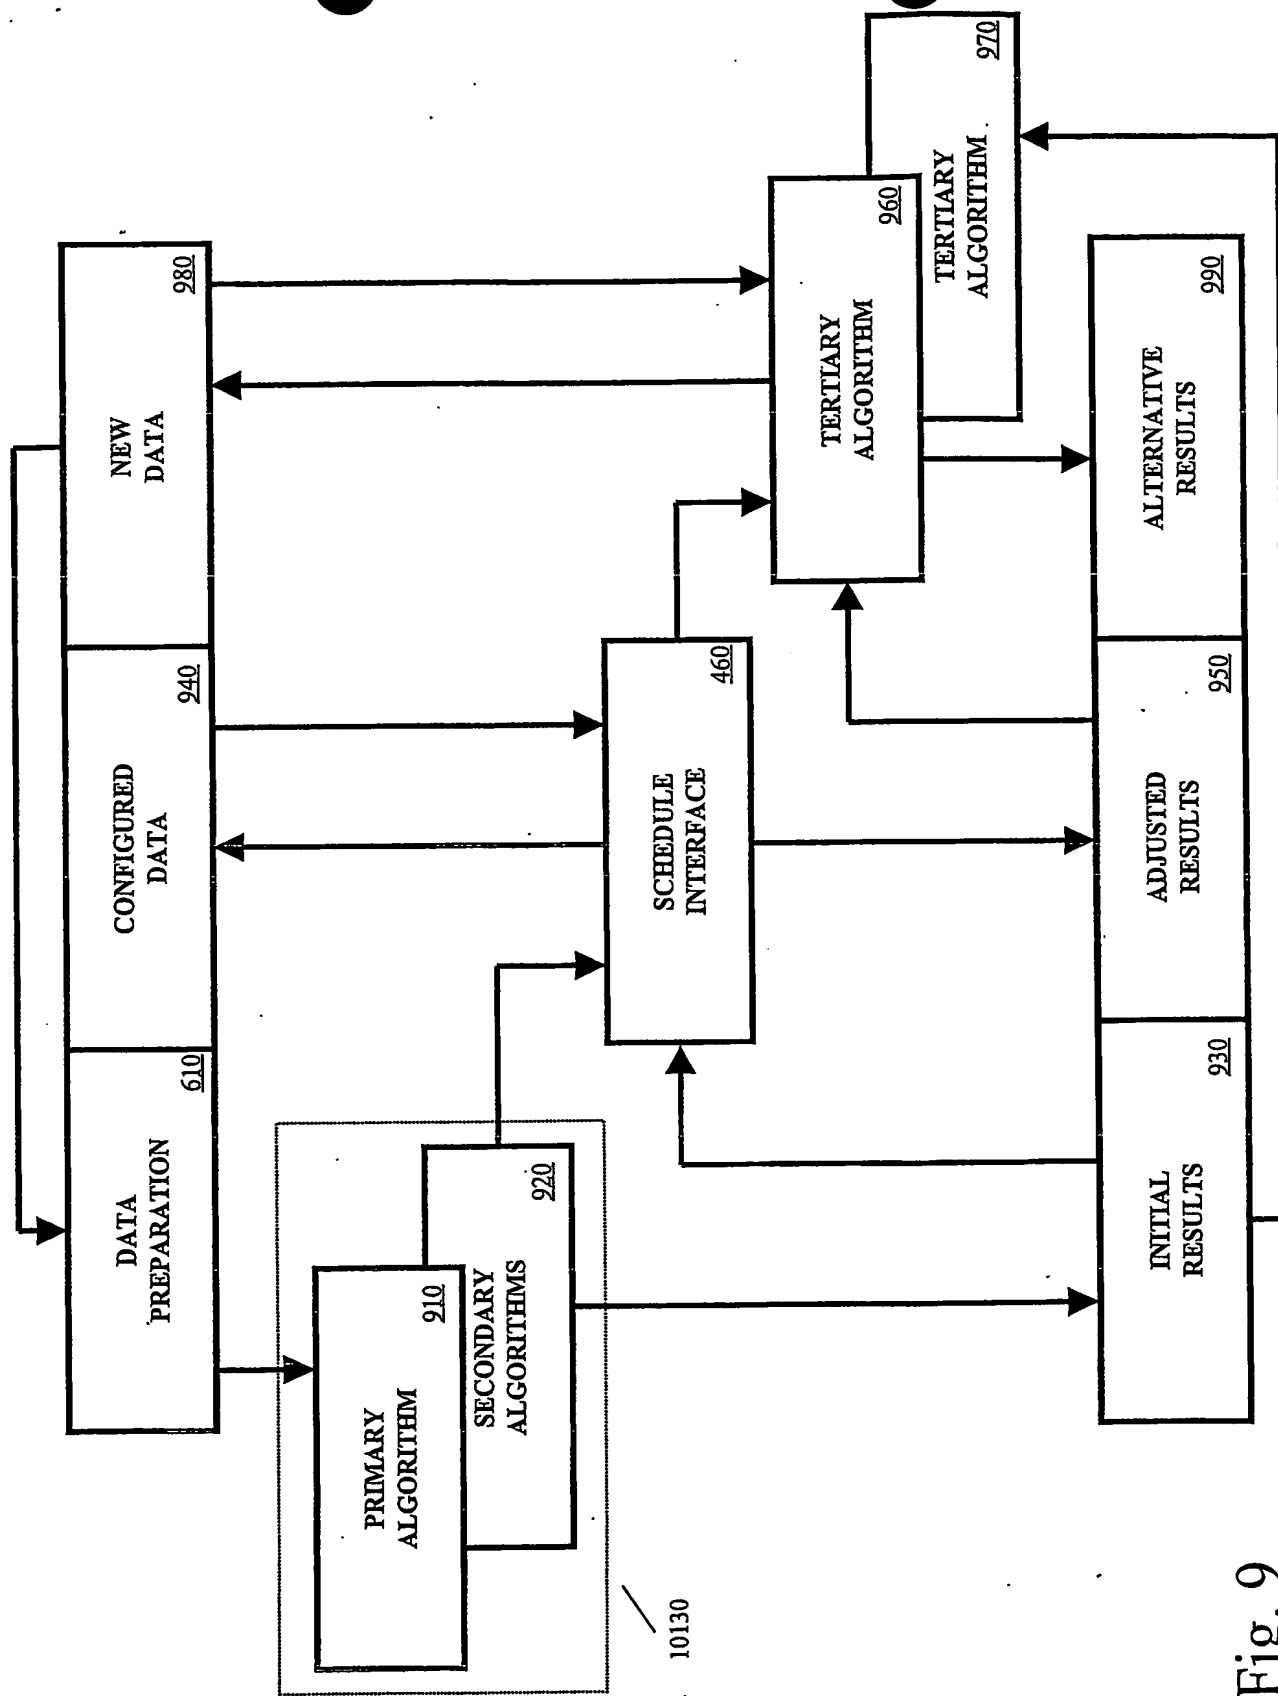 DATA
PREPARATION
610
CONFIGURED
DATA
940
NEW
DATA
980
PRIMARY
ALGORITHM
910
SECONDARY
ALGORITHMS
920
10130
SCHEDULE
INTERFACE
460
TERTIARY
ALGORITHM
960
TERTIARY
ALGORITHM
970
INITIAL
RESULTS
930
ADJUSTED
RESULTS
950
ALTERNATIVE
RESULTS
990
Fig. 9